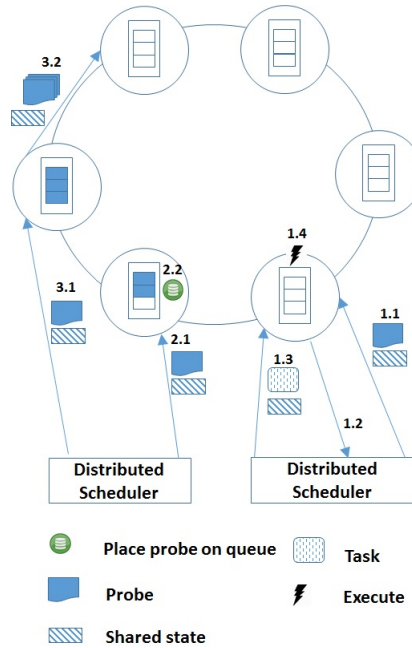 3.2
1.4
2.2
3.1
2.1
1.3
1.1
1.2
Distributed
Scheduler
Distributed
Scheduler
Place probe on queue
Task
Probe
Execute
Shared state